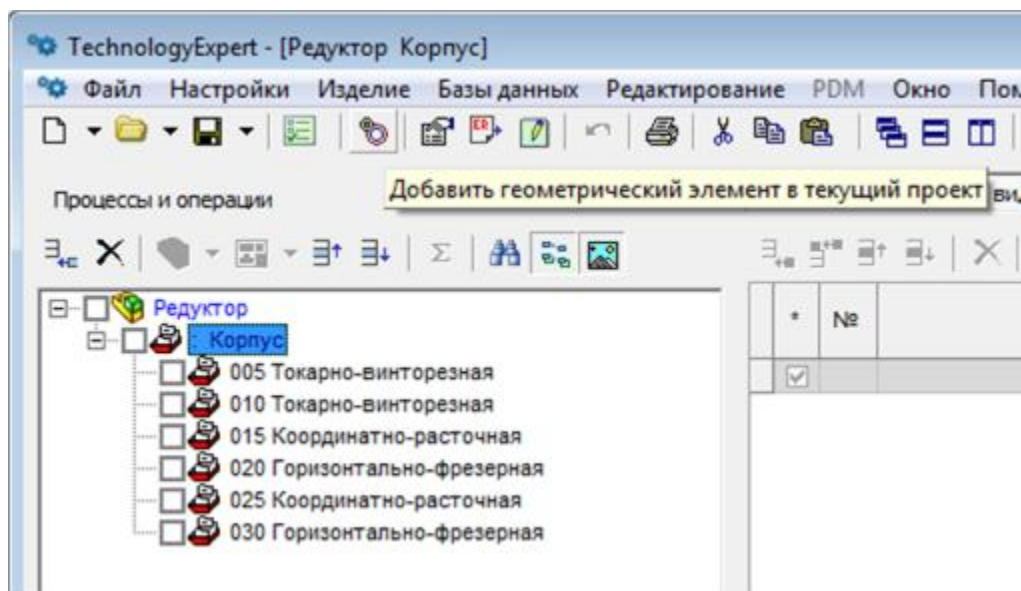 TechnologyExpert - [Редуктор Корпус]
Файл Настройки Изделие Базы данных Редактирование PDM Окно Пом
Добавить геометрический элемент в текущий проект
Процессы и операции
* №
Редуктор
: Корпус
005 Токарно-винторезная
010 Токарно-винторезная
015 Координатно-расточная
020 Горизонтально-фрезерная
025 Координатно-расточная
030 Горизонтально-фрезерная